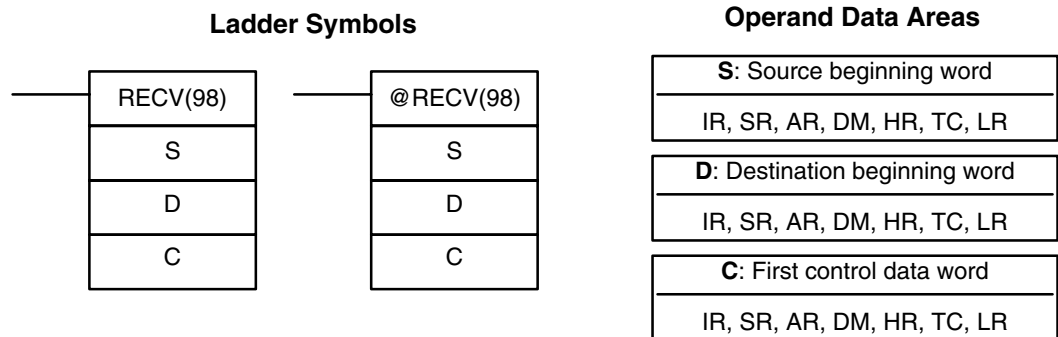 Ladder Symbols
RECV(98)
S
D
C
@RECV(98)
S
D
C
Operand Data Areas
S: Source beginning word
IR, SR, AR, DM, HR, TC, LR
D: Destination beginning word
IR, SR, AR, DM, HR, TC, LR
C: First control data word
IR, SR, AR, DM, HR, TC, LR